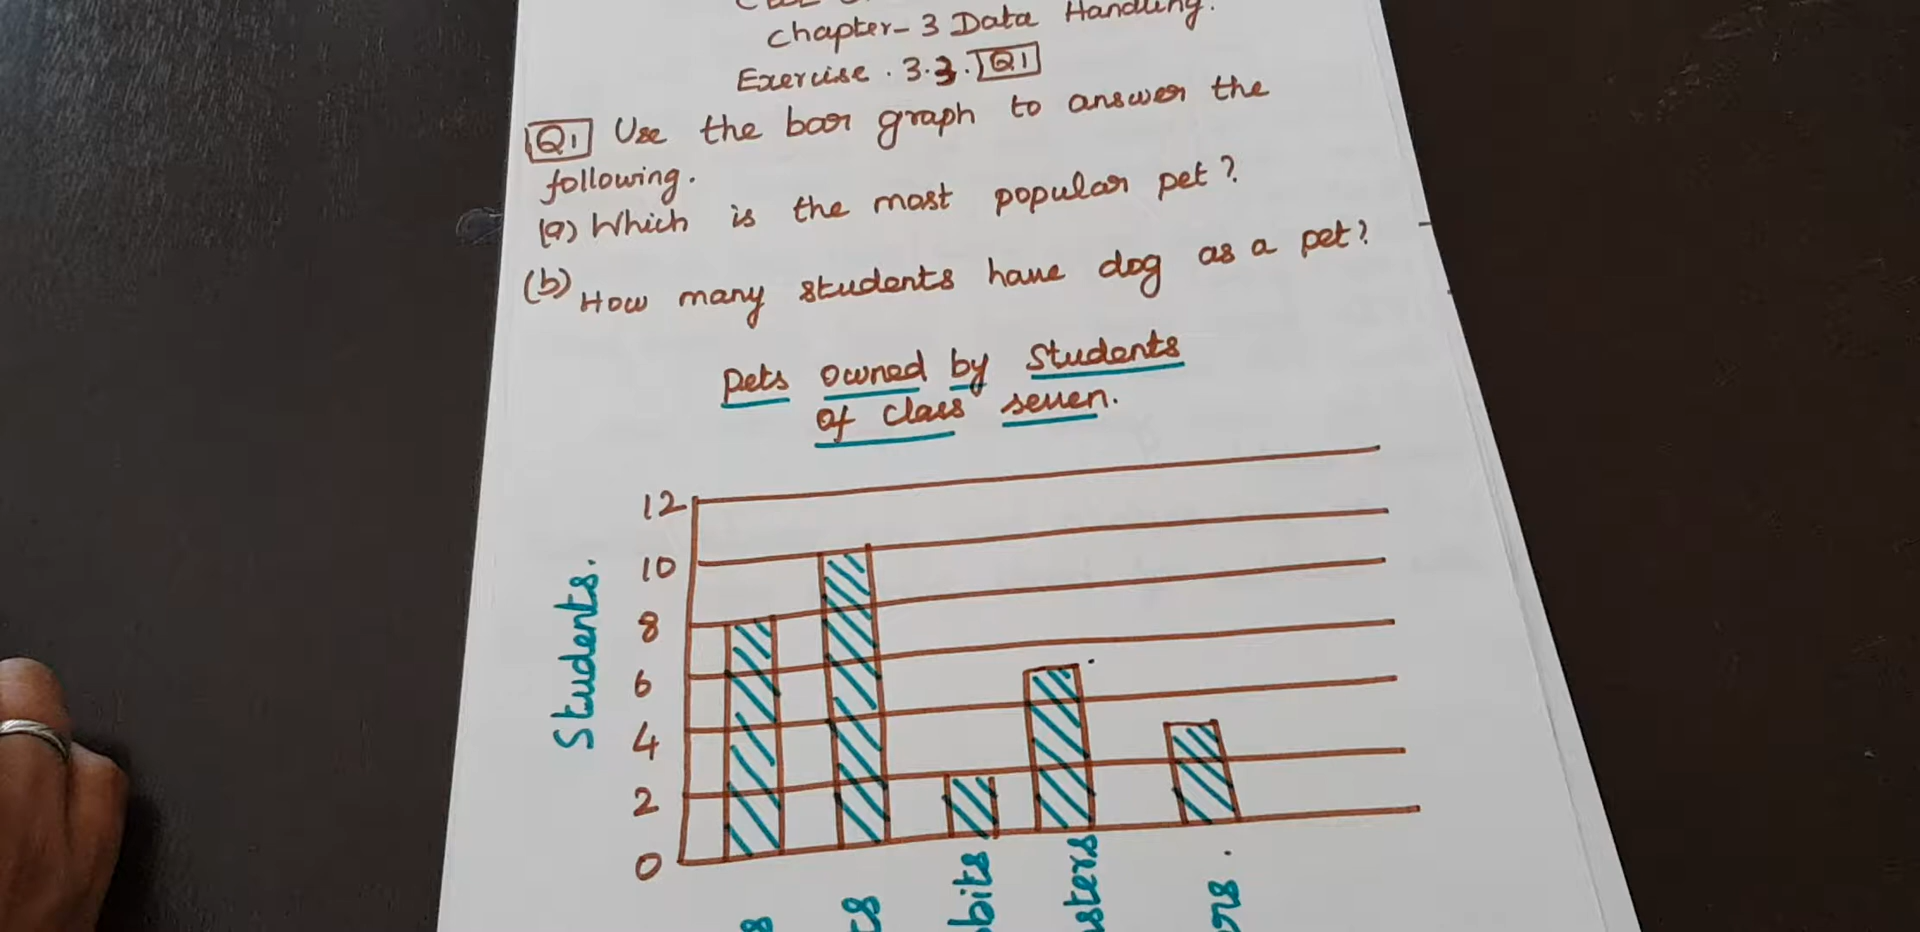 Chapter-3 Data Handling.
Exercise . 3.3. Q1
Q1 Use the bar graph to answer the
following.
(a) Which is the most popular pet?
(b) How many students have dog as a pet?
Pets owned by Students
of class seven.
12
10
8
6
4
2
0
Students.